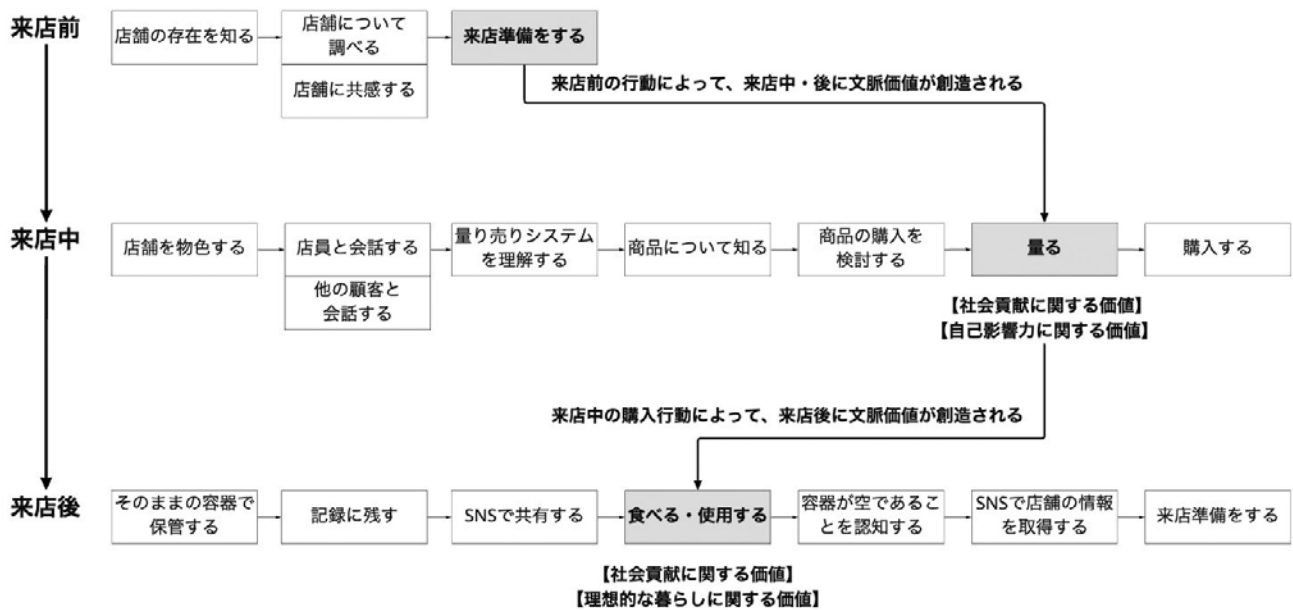 来店前
店舗の存在を知る
店舗について
調べる
店舗に共感する
来店準備をする
来店前の行動によって、来店中・後に文脈価値が創造される
来店中
店舗を物色する
店員と会話する
他の顧客と
会話する
量り売りシステム
を理解する
商品について知る
商品の購入を
検討する
量る
購入する
【社会貢献に関する価値】
【自己影響力に関する価値】
来店中の購入行動によって、来店後に文脈価値が創造される
来店後
そのままの容器で
保管する
記録に残す
SNSで共有する
食べる・使用する
容器が空であるこ
とを認知する
SNSで店舗の情報
を取得する
来店準備をする
【社会貢献に関する価値】
【理想的な暮らしに関する価値】